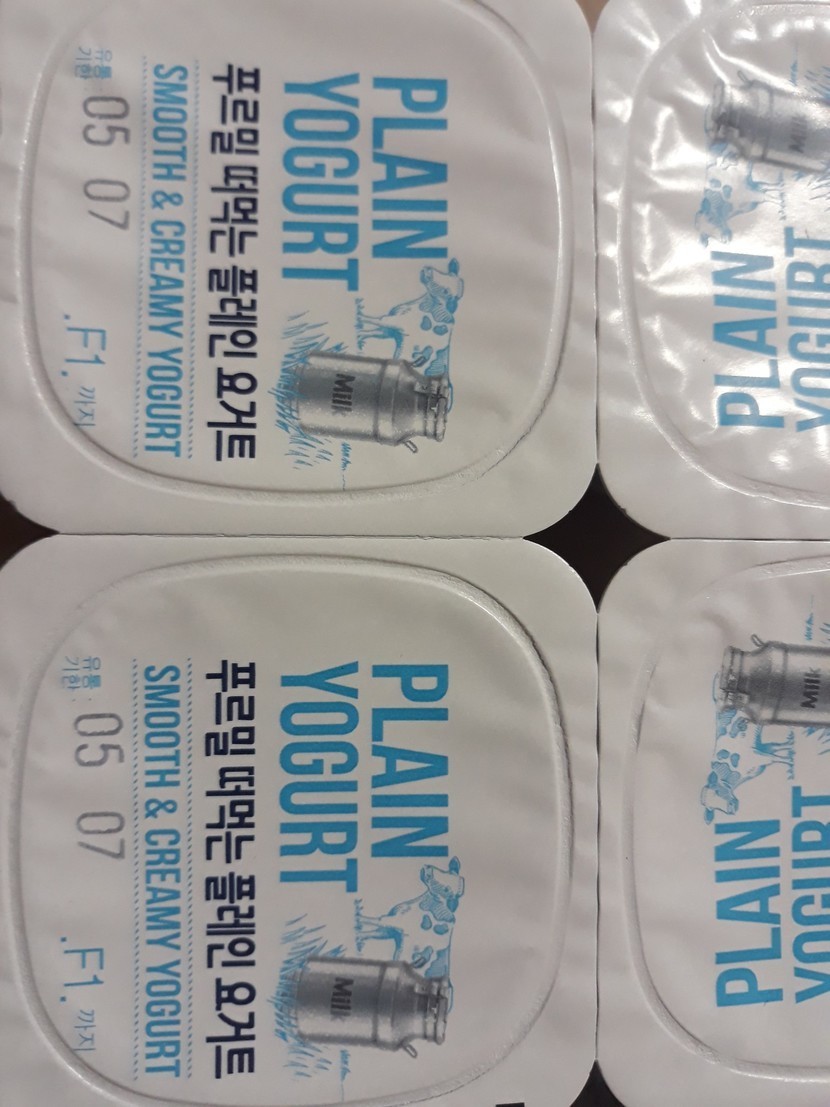 PLAIN
YOGURT
푸르밀 떠먹는 플레인 요거트
SMOOTH & CREAMY YOGURT
유통
기한 : 05 07 .F1. 까지
Milk
PLAIN
YOGURT
Milk
PLAIN
YOGURT
푸르밀 떠먹는 플레인 요거트
SMOOTH & CREAMY YOGURT
유통
기한 : 05 07 .F1. 까지
Milk
PLAIN
YOGURT
Milk